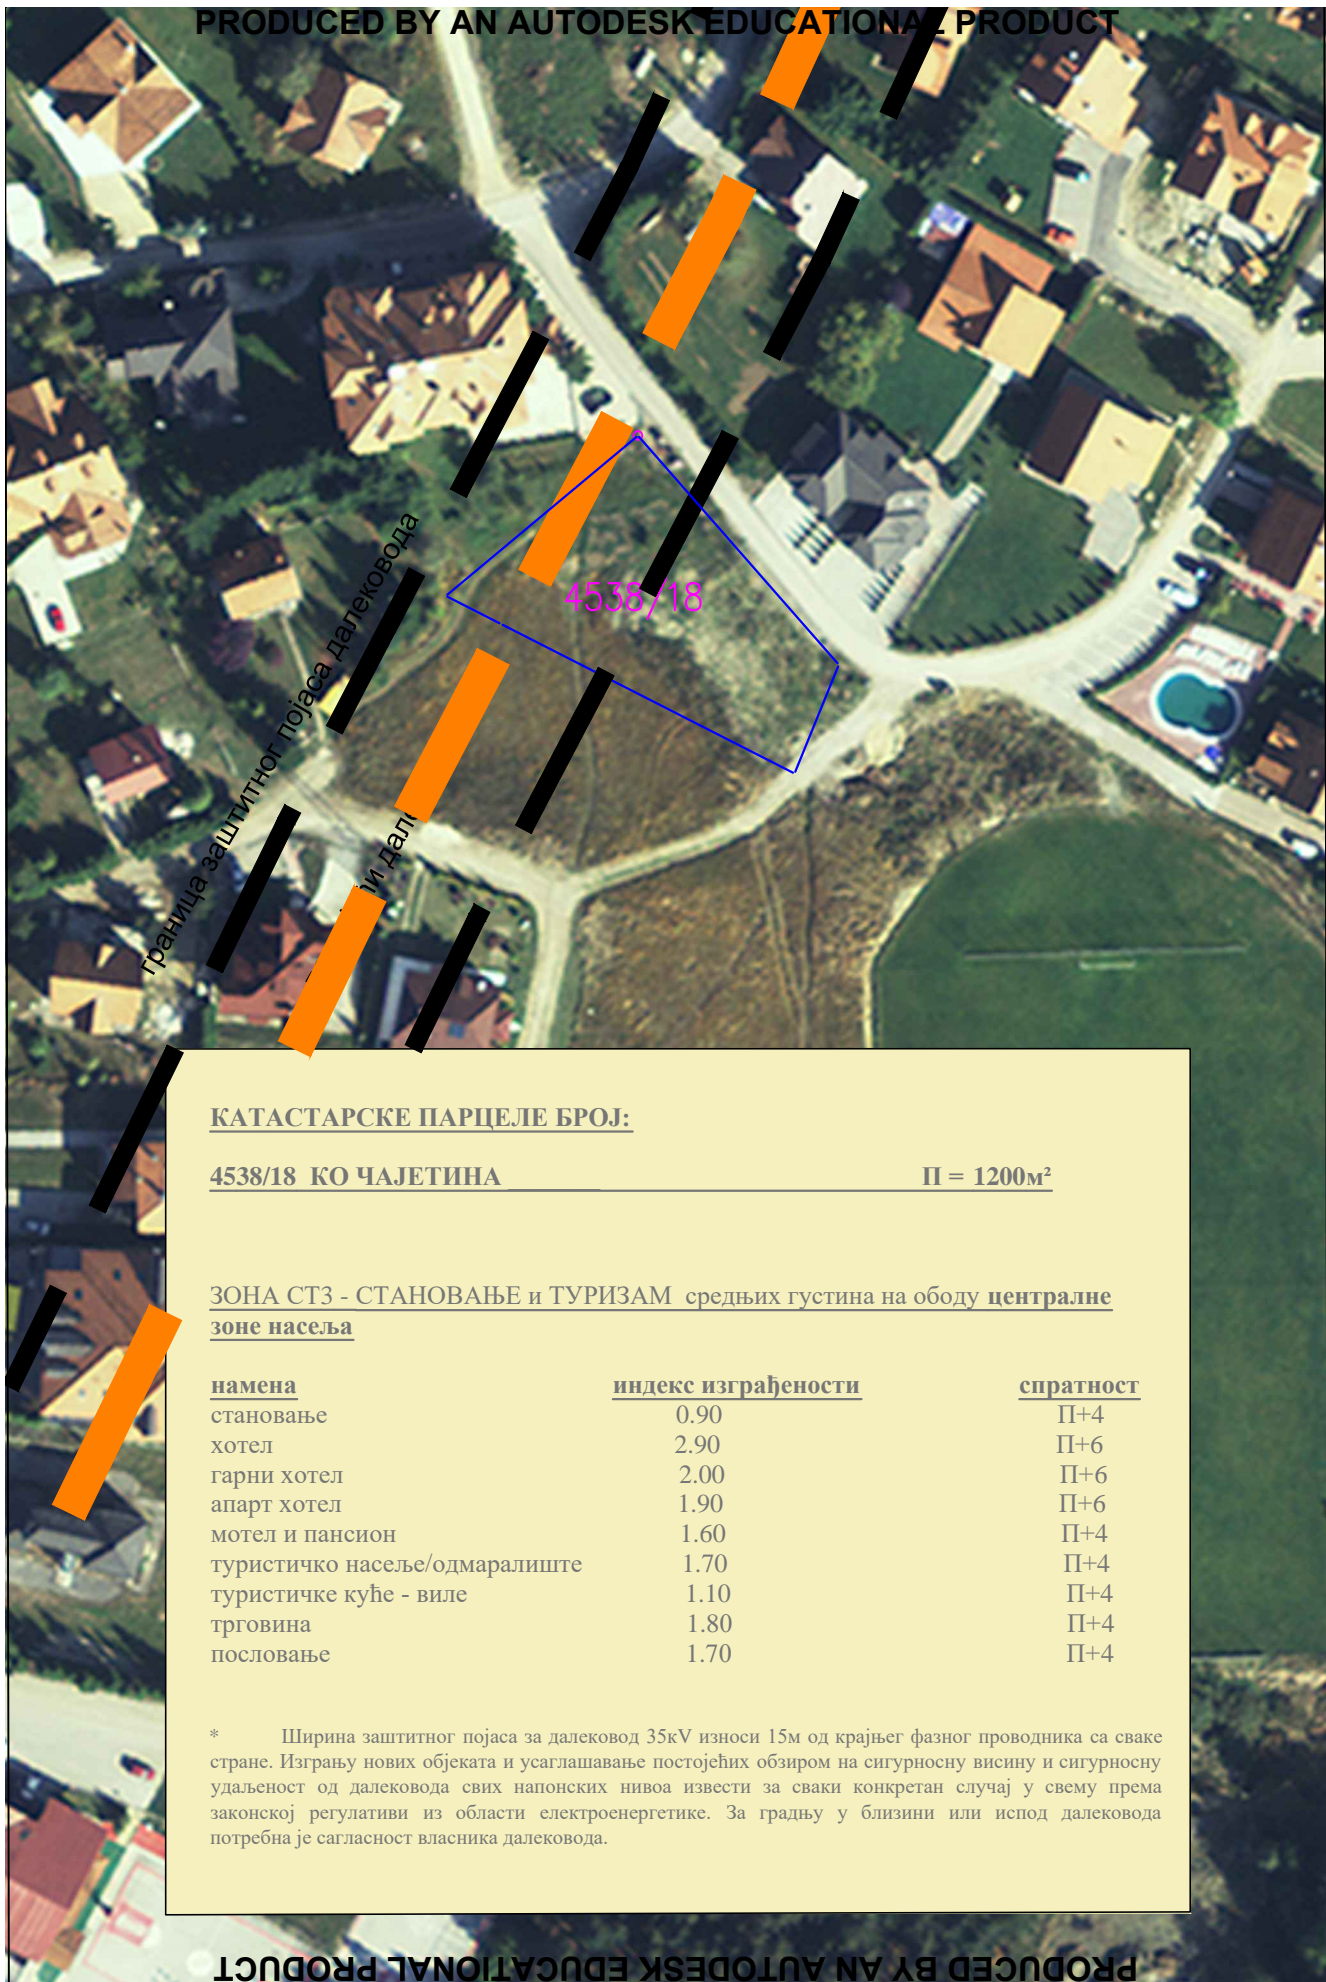 PRODUCED BY AN AUTODESK EDUCATIONAL PRODUCT
4538/18
граница заштитног појаса далековода
КАТАСТАРСКЕ ПАРЦЕЛЕ БРОЈ:
4538/18 КО ЧАЈЕТИНА П = 1200м²
ЗОНА СТ3 - СТАНОВАЊЕ и ТУРИЗАМ средњих густина на ободу централне
зоне насеља
намена индекс изграђености спратност
становање 0.90 П+4
хотел 2.90 П+6
гарни хотел 2.00 П+6
апарт хотел 1.90 П+6
мотел и пансион 1.60 П+4
туристичко насеље/одмаралиште 1.70 П+4
туристичке куће - виле 1.10 П+4
трговина 1.80 П+4
пословање 1.70 П+4
* Ширина заштитног појаса за далековод 35кV износи 15м од крајњег фазног проводника са сваке
стране. Изгрању нових објеката и усаглашавање постојећих обзиром на сигурносну висину и сигурносну
удаљеност од далековода свих напонских нивоа извести за сваки конкретан случај у свему према
законској регулативи из области електроенергетике. За градњу у близини или испод далековода
потребна је сагласност власника далековода.
PRODUCED BY AN AUTODESK EDUCATIONAL PRODUCT